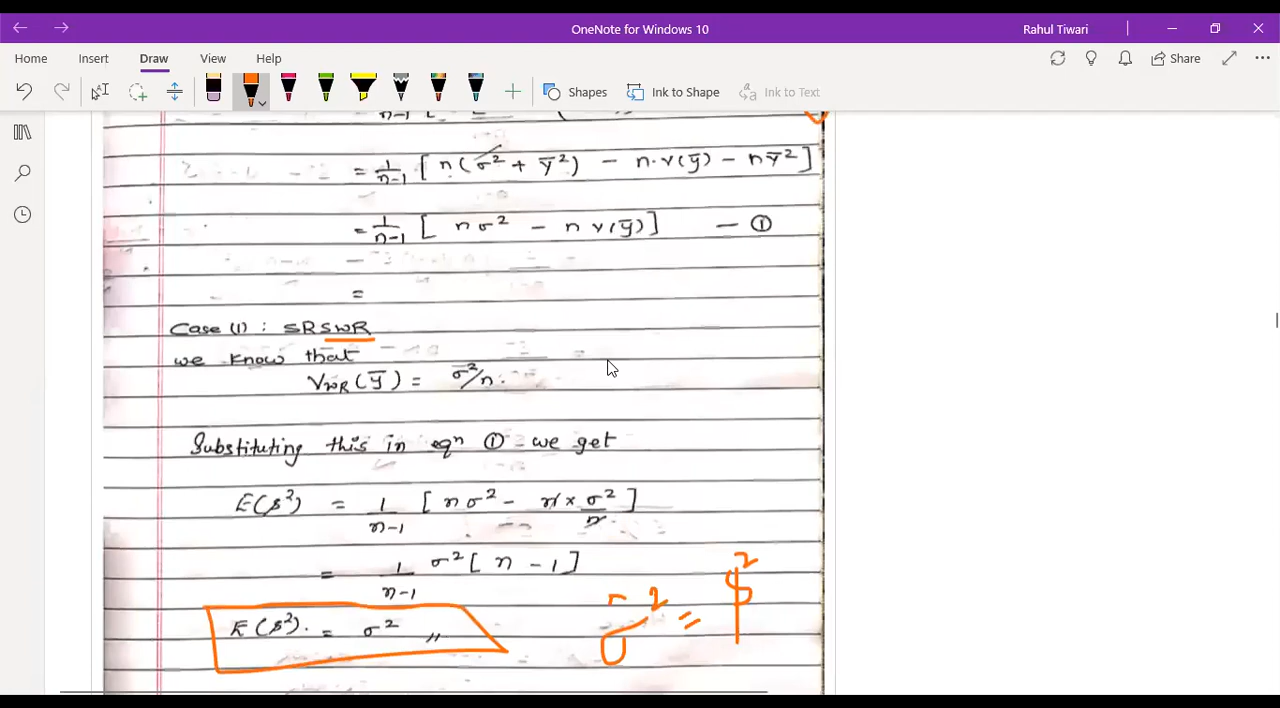 OneNote for Windows 10
Rahul Tiwari
Home Insert Draw View Help
Share
Shapes Ink to Shape Ink to Text
= 1/n-1 [ n(σ² + Ȳ²) - n·V(ȳ) - nȲ² ]
= 1/n-1 [ nσ² - n V(ȳ) ] — ①
=
Case (1) : SRSWR
we know that
V_WR(ȳ) = σ²/n.
Substituting this in eqⁿ ① we get
E(s²) = 1/n-1 [ nσ² - n × σ²/n ]
= 1/n-1 σ² [ n - 1 ]
E(s²). = σ² ,,
σ̂² = s²